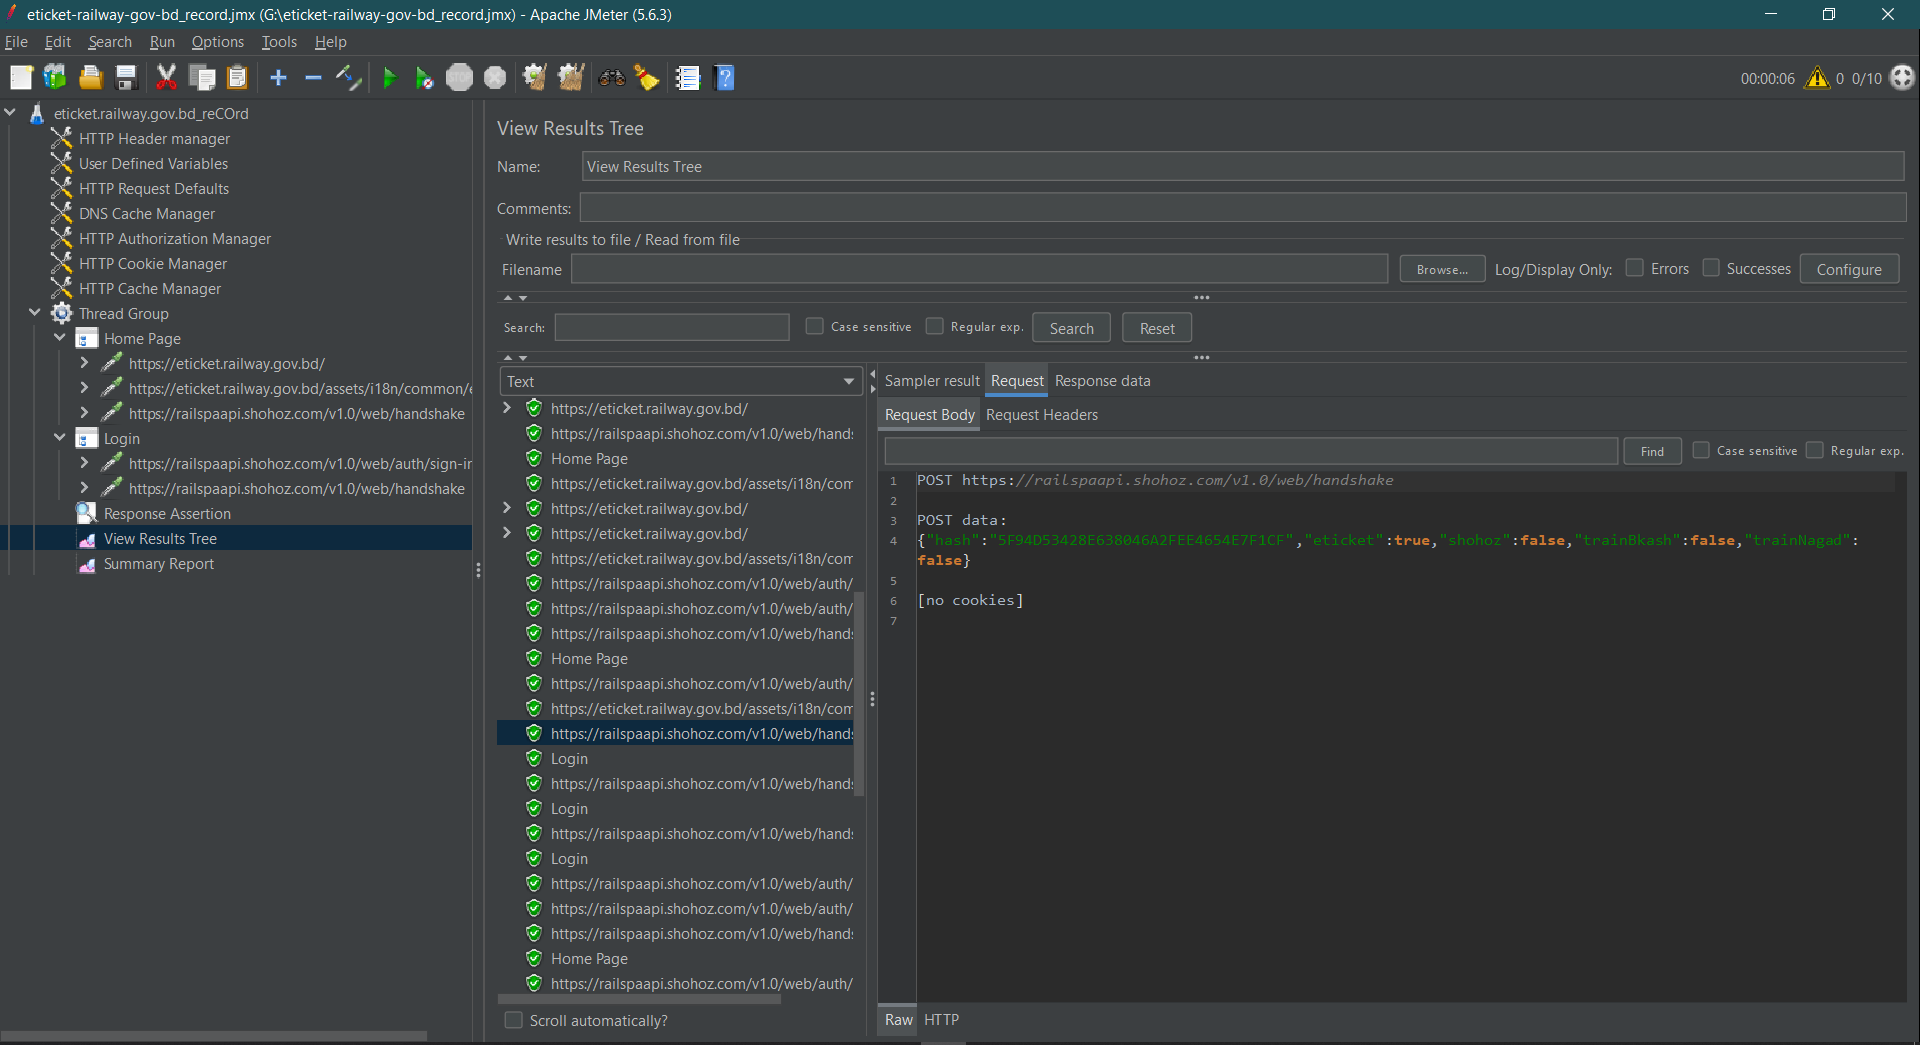 eticket-railway-gov-bd_record.jmx (G:\eticket-railway-gov-bd_record.jmx) - Apache JMeter (5.6.3)
File Edit Search Run Options Tools Help
STOP
00:00:06 0 0/10
eticket.railway.gov.bd_reCOrd
HTTP Header manager
User Defined Variables
HTTP Request Defaults
DNS Cache Manager
HTTP Authorization Manager
HTTP Cookie Manager
HTTP Cache Manager
Thread Group
Home Page
https://eticket.railway.gov.bd/
https://eticket.railway.gov.bd/assets/i18n/common/
https://railspaapi.shohoz.com/v1.0/web/handshake
Login
https://railspaapi.shohoz.com/v1.0/web/auth/sign-i
https://railspaapi.shohoz.com/v1.0/web/handshake
Response Assertion
View Results Tree
Summary Report
View Results Tree
Name: View Results Tree
Comments:
Write results to file / Read from file
Filename Browse... Log/Display Only: Errors Successes Configure
Search: Case sensitive Regular exp. Search Reset
Text
https://eticket.railway.gov.bd/
https://railspaapi.shohoz.com/v1.0/web/hand
Home Page
https://eticket.railway.gov.bd/assets/i18n/com
https://eticket.railway.gov.bd/
https://eticket.railway.gov.bd/
https://eticket.railway.gov.bd/assets/i18n/com
https://railspaapi.shohoz.com/v1.0/web/auth/
https://railspaapi.shohoz.com/v1.0/web/auth/
https://railspaapi.shohoz.com/v1.0/web/hand
Home Page
https://railspaapi.shohoz.com/v1.0/web/auth/
https://eticket.railway.gov.bd/assets/i18n/com
https://railspaapi.shohoz.com/v1.0/web/hand
Login
https://railspaapi.shohoz.com/v1.0/web/hand
Login
https://railspaapi.shohoz.com/v1.0/web/hand
Login
https://railspaapi.shohoz.com/v1.0/web/auth/
https://railspaapi.shohoz.com/v1.0/web/auth/
https://railspaapi.shohoz.com/v1.0/web/hand
Home Page
https://railspaapi.shohoz.com/v1.0/web/auth/
Scroll automatically?
Sampler result Request Response data
Request Body Request Headers
Find Case sensitive Regular exp.
1 POST https://railspaapi.shohoz.com/v1.0/web/handshake
2
3 POST data:
4 {"hash":"5F94D53428E638046A2FEE4654E7F1CF","eticket":true,"shohoz":false,"trainBkash":false,"trainNagad":
false}
5
6 [no cookies]
7
Raw HTTP